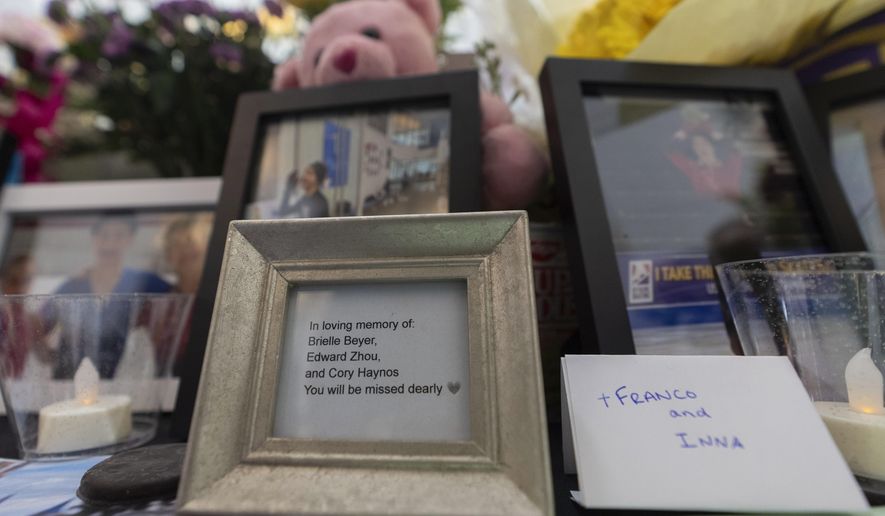 In loving memory of:
Brielle Beyer,
Edward Zhou,
and Cory Haynos
You will be missed dearly 🩶
+FRANCO
and
INNA
I TAKE THE